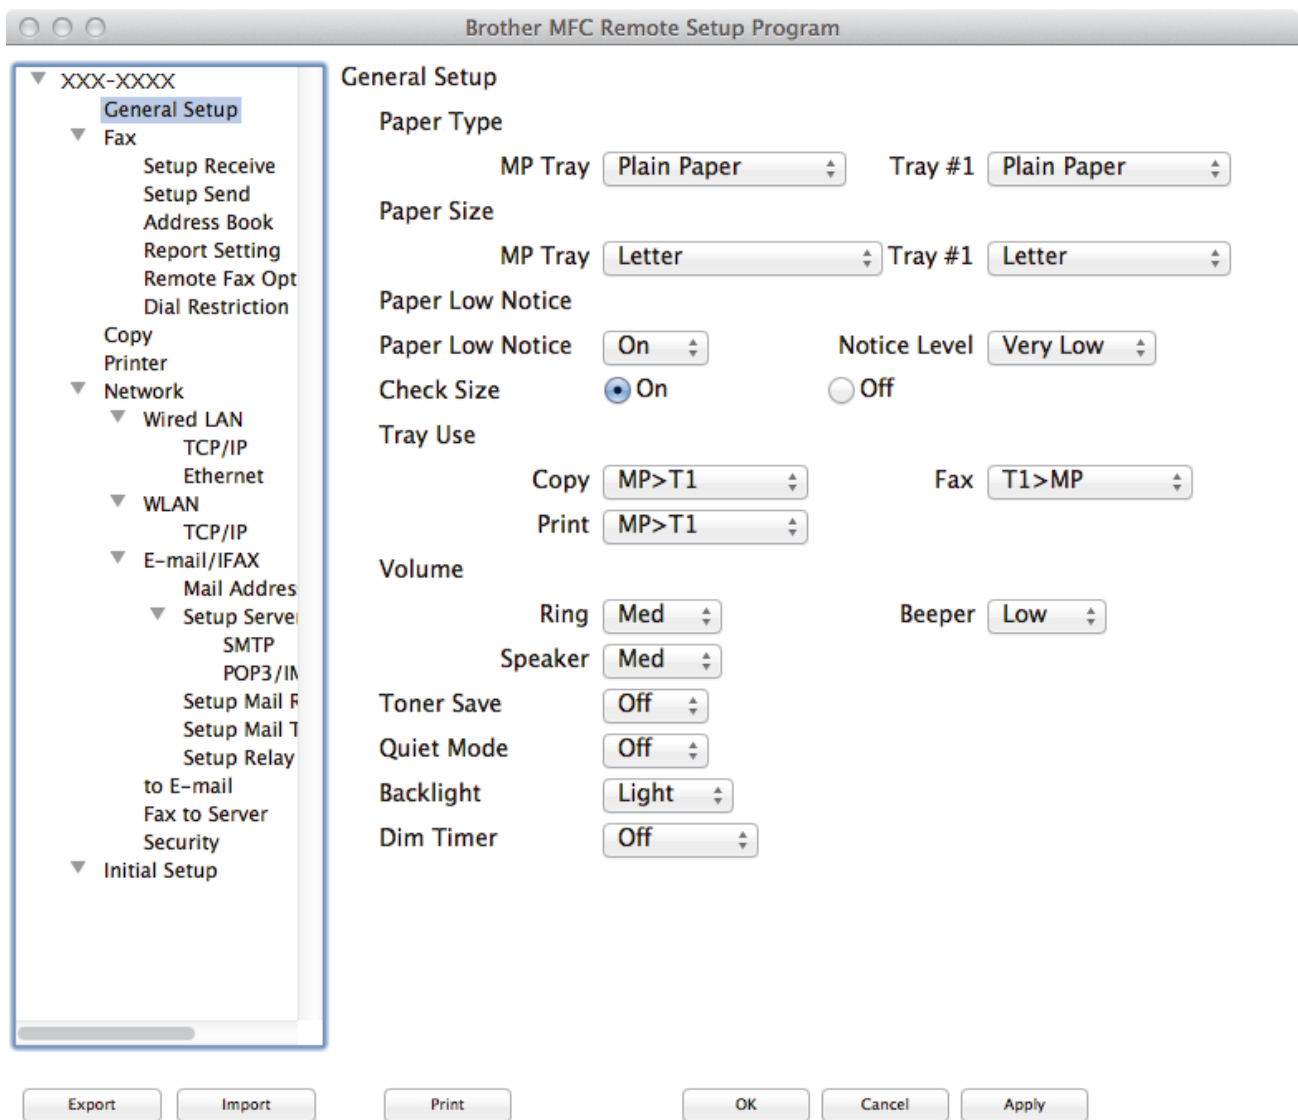 Brother MFC Remote Setup Program
XXX-XXXX
General Setup
Fax
Setup Receive
Setup Send
Address Book
Report Setting
Remote Fax Opt
Dial Restriction
Copy
Printer
Network
Wired LAN
TCP/IP
Ethernet
WLAN
TCP/IP
E-mail/IFAX
Mail Addres
Setup Server
SMTP
POP3/IM
Setup Mail R
Setup Mail T
Setup Relay
to E-mail
Fax to Server
Security
Initial Setup
General Setup
Paper Type
MP Tray Plain Paper Tray #1 Plain Paper
Paper Size
MP Tray Letter Tray #1 Letter
Paper Low Notice
Paper Low Notice On Notice Level Very Low
Check Size On Off
Tray Use
Copy MP>T1 Fax T1>MP
Print MP>T1
Volume
Ring Med Beeper Low
Speaker Med
Toner Save Off
Quiet Mode Off
Backlight Light
Dim Timer Off
Export Import Print OK Cancel Apply